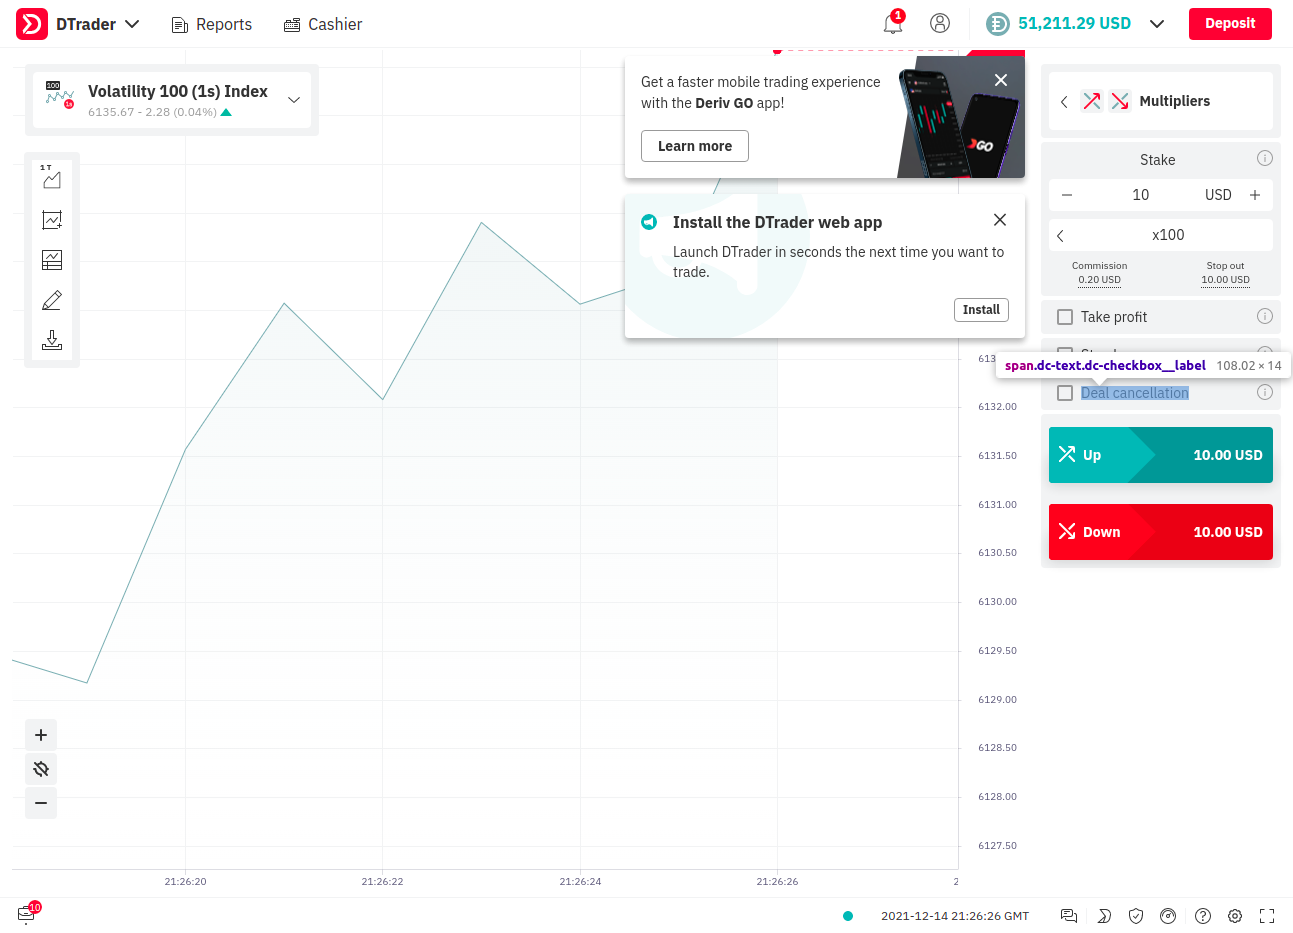 DTrader
Reports
Cashier
1
51,211.29 USD
Deposit
100
1s
Volatility 100 (1s) Index
6135.67 - 2.28 (0.04%)
1 T
Get a faster mobile trading experience
with the Deriv GO app!
Learn more
GO
Install the DTrader web app
Launch DTrader in seconds the next time you want to
trade.
Install
Multipliers
Stake
10
USD
x100
Commission
0.20 USD
Stop out
10.00 USD
Take profit
span.dc-text.dc-checkbox__label 108.02 × 14
Deal cancellation
Up
10.00 USD
Down
10.00 USD
6132.00
6131.50
6131.00
6130.50
6130.00
6129.50
6129.00
6128.50
6128.00
6127.50
21:26:20
21:26:22
21:26:24
21:26:26
2
10
2021-12-14 21:26:26 GMT